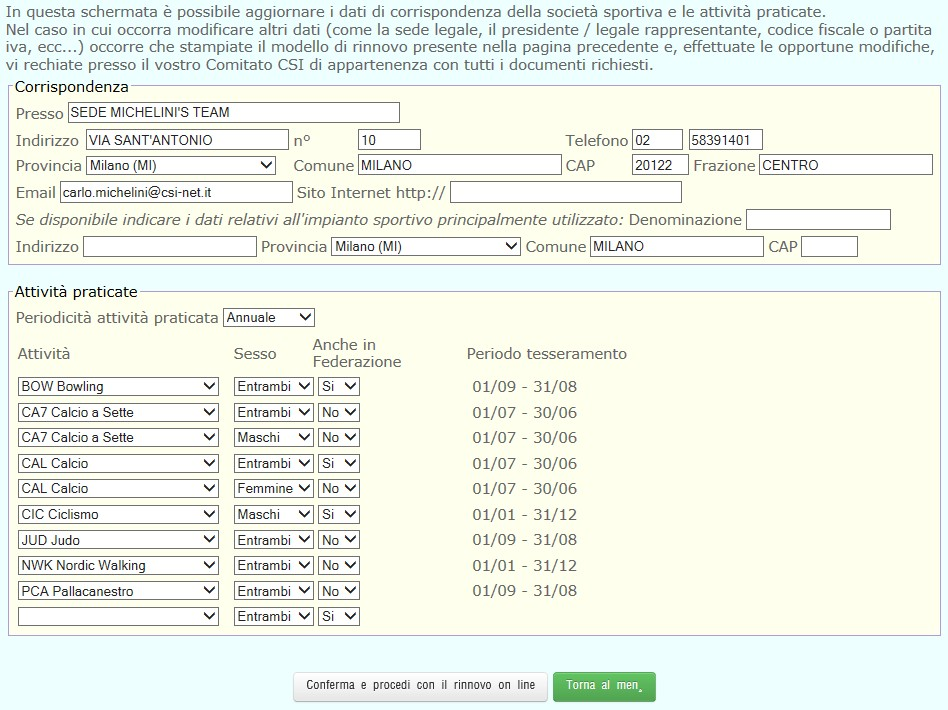 In questa schermata è possibile aggiornare i dati di corrispondenza della società sportiva e le attività praticate.
Nel caso in cui occorra modificare altri dati (come la sede legale, il presidente / legale rappresentante, codice fiscale o partita
iva, ecc...) occorre che stampiate il modello di rinnovo presente nella pagina precedente e, effettuate le opportune modifiche,
vi rechiate presso il vostro Comitato CSI di appartenenza con tutti i documenti richiesti.
Corrispondenza
Presso SEDE MICHELINI'S TEAM
Indirizzo VIA SANT'ANTONIO n° 10 Telefono 02 58391401
Provincia Milano (MI) Comune MILANO CAP 20122 Frazione CENTRO
Email carlo.michelini@csi-net.it Sito Internet http://
Se disponibile indicare i dati relativi all'impianto sportivo principalmente utilizzato: Denominazione
Indirizzo Provincia Milano (MI) Comune MILANO CAP
Attività praticate
Periodicità attività praticata Annuale
Attività Sesso Anche in Federazione Periodo tesseramento
BOW Bowling Entrambi Si 01/09 - 31/08
CA7 Calcio a Sette Entrambi No 01/07 - 30/06
CA7 Calcio a Sette Maschi No 01/07 - 30/06
CAL Calcio Entrambi Si 01/07 - 30/06
CAL Calcio Femmine No 01/07 - 30/06
CIC Ciclismo Maschi Si 01/01 - 31/12
JUD Judo Entrambi No 01/09 - 31/08
NWK Nordic Walking Entrambi No 01/01 - 31/12
PCA Pallacanestro Entrambi No 01/09 - 31/08
Entrambi Si
Conferma e procedi con il rinnovo on line Torna al men¸